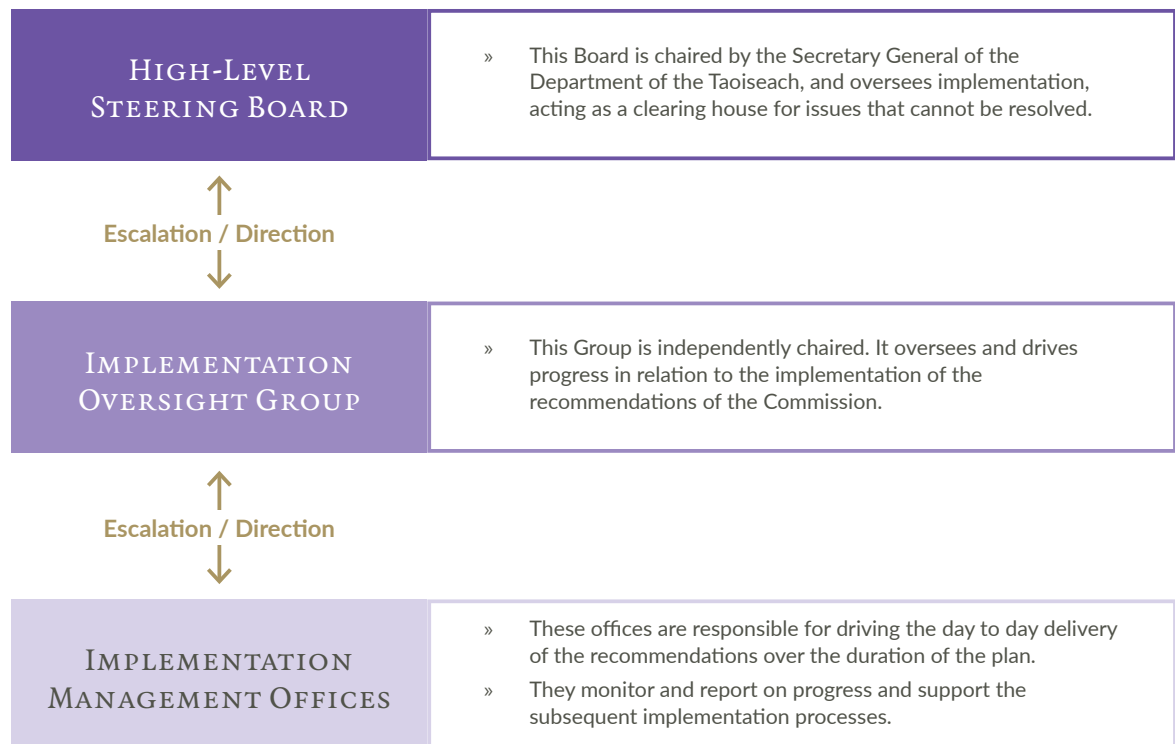 HIGH-LEVEL
STEERING BOARD
» This Board is chaired by the Secretary General of the
Department of the Taoiseach, and oversees implementation,
acting as a clearing house for issues that cannot be resolved.
Escalation / Direction
IMPLEMENTATION
OVERSIGHT GROUP
» This Group is independently chaired. It oversees and drives
progress in relation to the implementation of the
recommendations of the Commission.
Escalation / Direction
IMPLEMENTATION
MANAGEMENT OFFICES
» These offices are responsible for driving the day to day delivery
of the recommendations over the duration of the plan.
» They monitor and report on progress and support the
subsequent implementation processes.